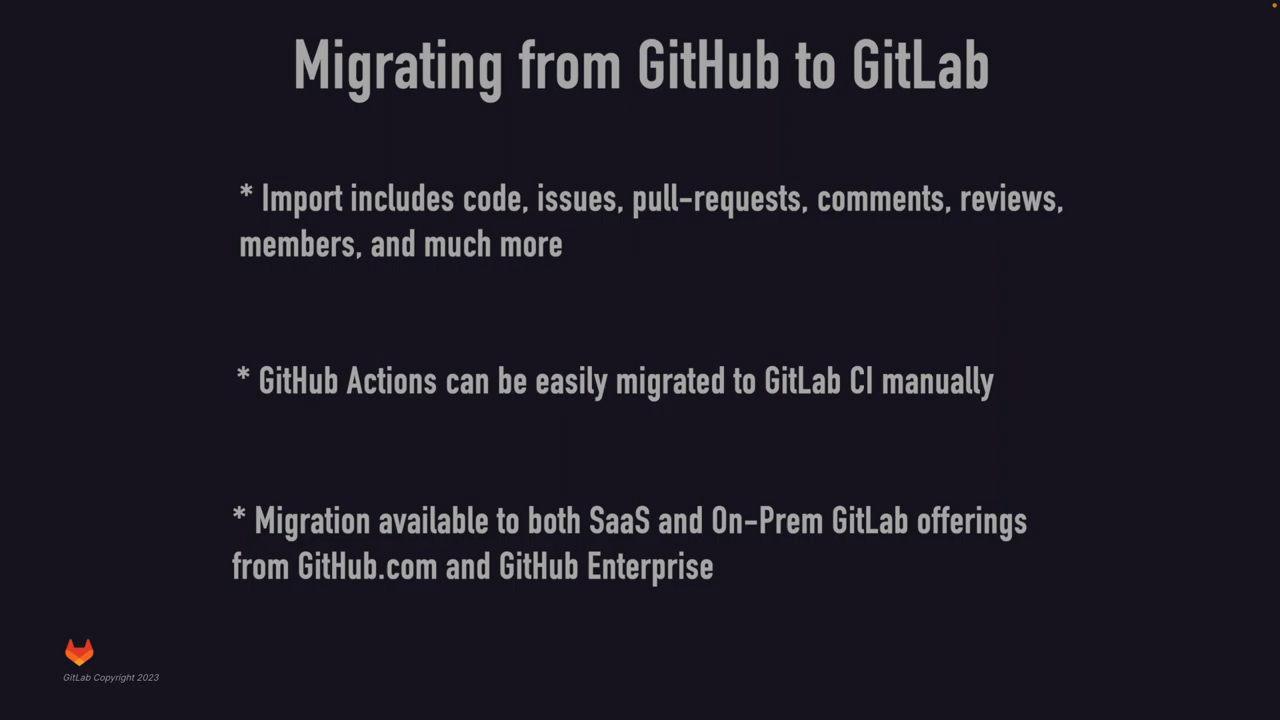 Migrating from GitHub to GitLab
* Import includes code, issues, pull-requests, comments, reviews,
members, and much more
* GitHub Actions can be easily migrated to GitLab CI manually
* Migration available to both SaaS and On-Prem GitLab offerings
from GitHub.com and GitHub Enterprise
GitLab Copyright 2023